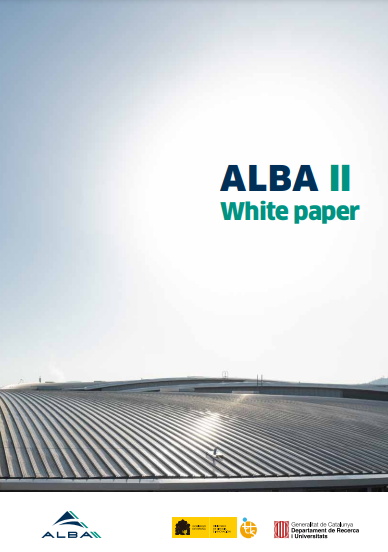 ALBA II
White paper
ALBA
Generalitat de Catalunya
Departament de Recerca
i Universitats